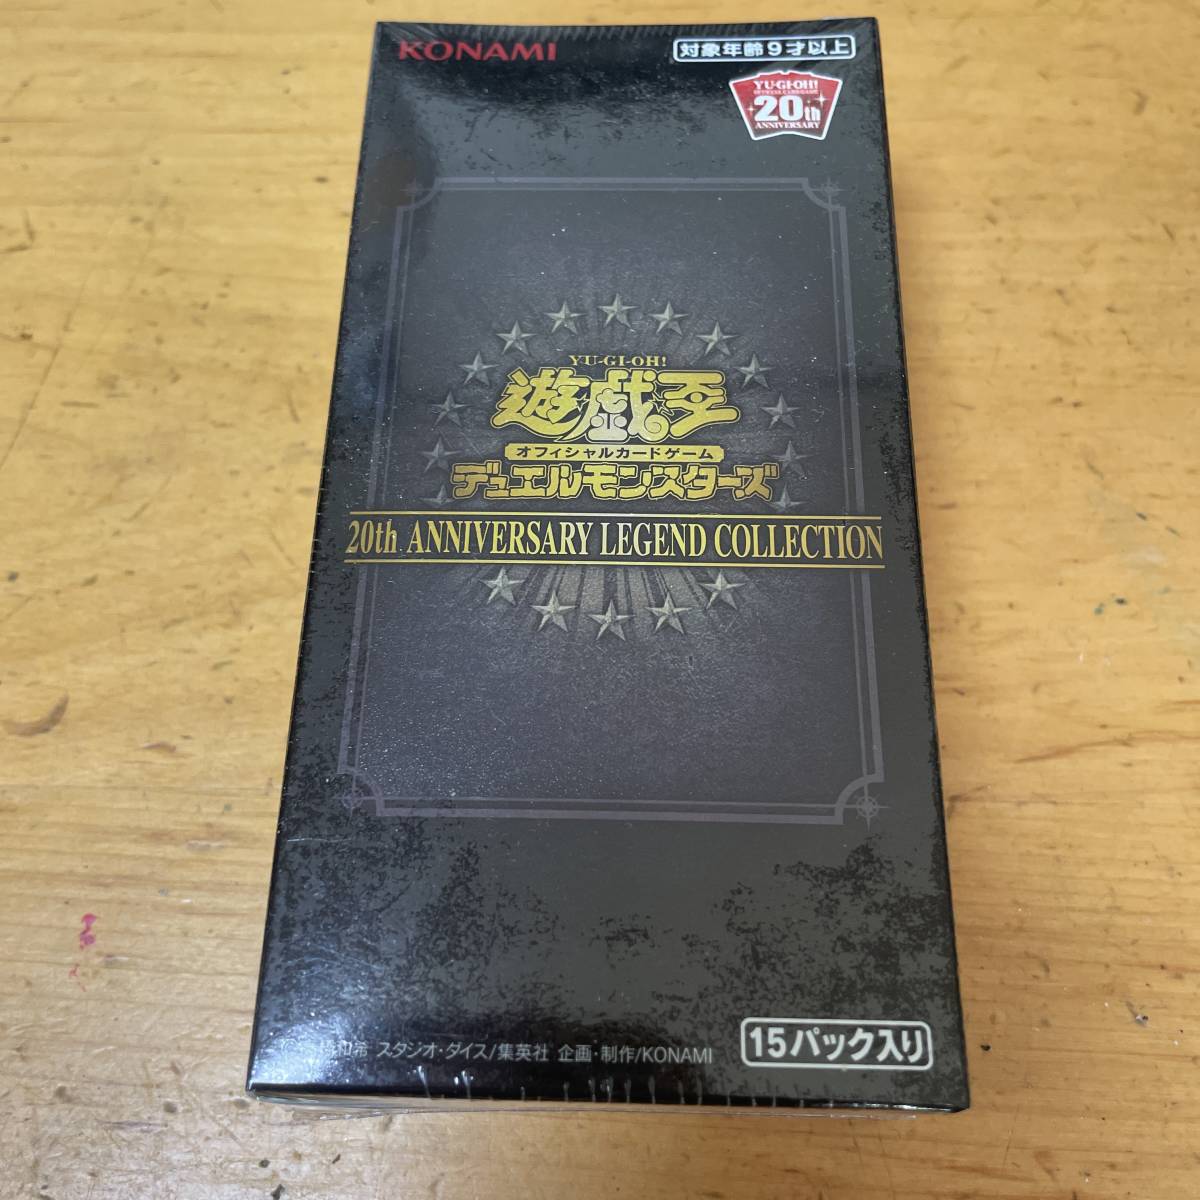 KONAMI
対象年齢9才以上
YU-GI-OH!
20th
ANNIVERSARY
YU-GI-OH!
遊戯王
オフィシャルカードゲーム
デュエルモンスターズ
20th ANNIVERSARY LEGEND COLLECTION
橋和希 スタジオ・ダイス/集英社 企画・制作/KONAMI
15パック入り